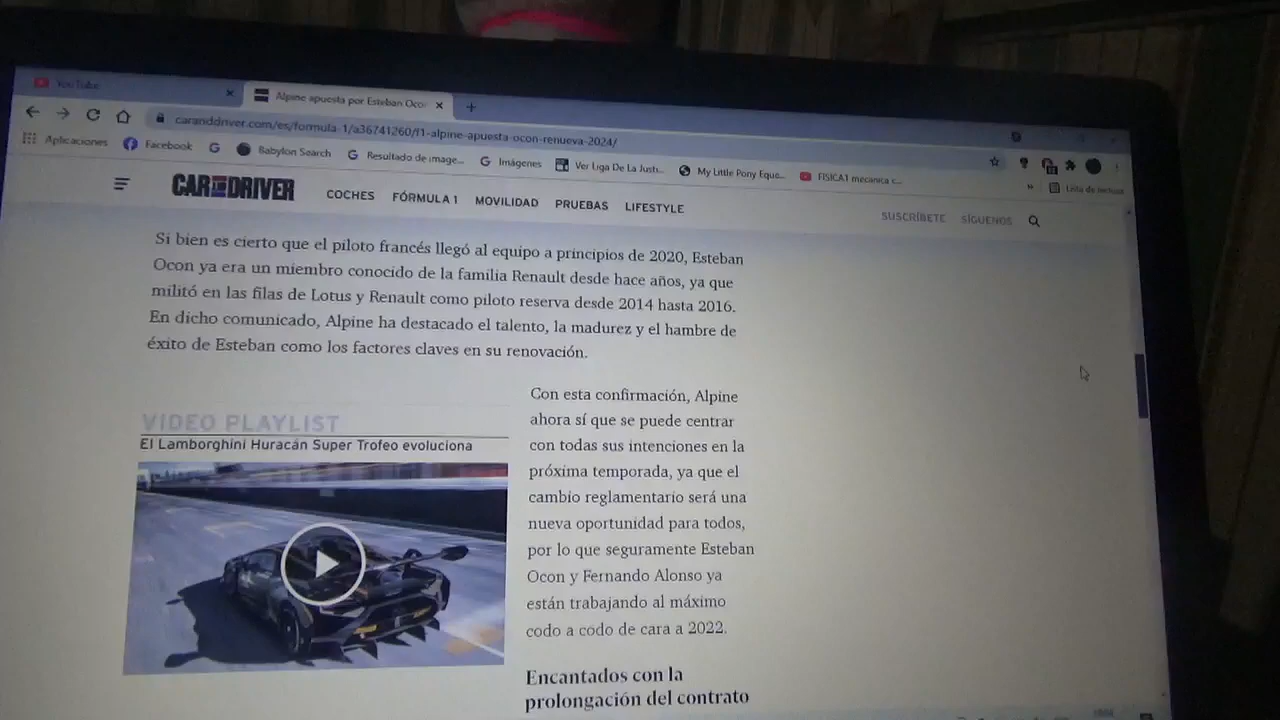 YouTube
Alpine apuesta por Esteban Oco
caranddriver.com/es/formula-1/a36741260/f1-alpine-apuesta-ocon-renueva-2024/
Aplicaciones
Facebook
Babylon Search
Resultado de image...
Imágenes
Ver Liga De La Justi...
My Little Pony Eque...
FISICA1 mecanica c...
Lista de lectura
CAR AND DRIVER
COCHES
FÓRMULA 1
MOVILIDAD
PRUEBAS
LIFESTYLE
SUSCRÍBETE
SÍGUENOS
Si bien es cierto que el piloto francés llegó al equipo a principios de 2020, Esteban
Ocon ya era un miembro conocido de la familia Renault desde hace años, ya que
militó en las filas de Lotus y Renault como piloto reserva desde 2014 hasta 2016.
En dicho comunicado, Alpine ha destacado el talento, la madurez y el hambre de
éxito de Esteban como los factores claves en su renovación.
VIDEO PLAYLIST
El Lamborghini Huracán Super Trofeo evoluciona
Con esta confirmación, Alpine
ahora sí que se puede centrar
con todas sus intenciones en la
próxima temporada, ya que el
cambio reglamentario será una
nueva oportunidad para todos,
por lo que seguramente Esteban
Ocon y Fernando Alonso ya
están trabajando al máximo
codo a codo de cara a 2022.
Encantados con la
prolongación del contrato